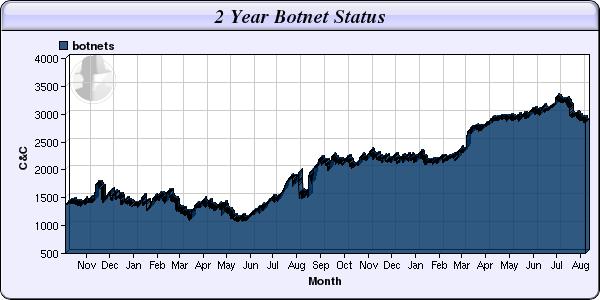 2 Year Botnet Status
botnets
4000
3500
3000
2500
2000
1500
1000
500
C&C
Nov Dec Jan Feb Mar Apr May Jun Jul Aug Sep Oct Nov Dec Jan Feb Mar Apr May Jun Jul Aug
Month